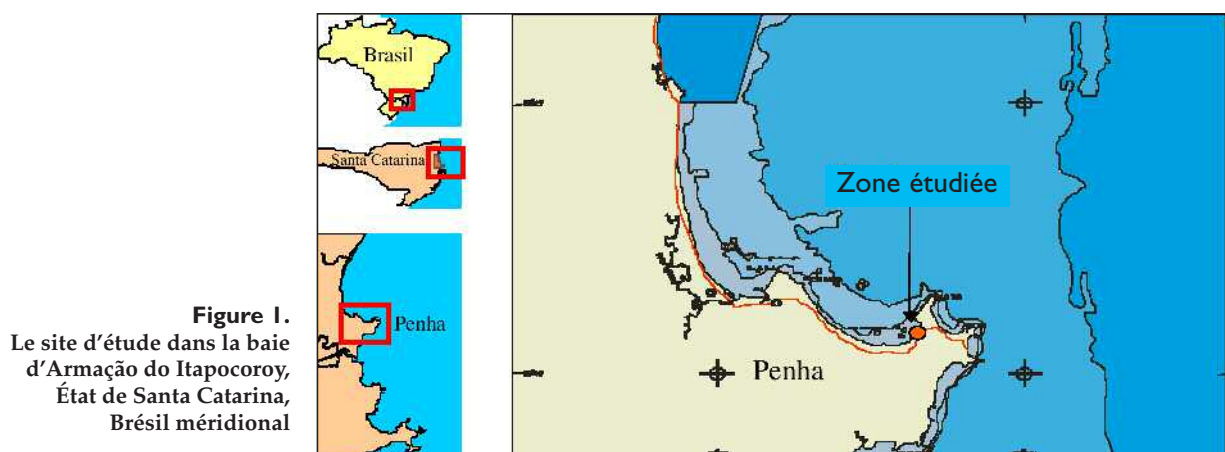 Brasil
Santa Catarina
Penha
Zone étudiée
Penha
Figure 1.
Le site d'étude dans la baie
d'Armação do Itapocoroy,
État de Santa Catarina,
Brésil méridional